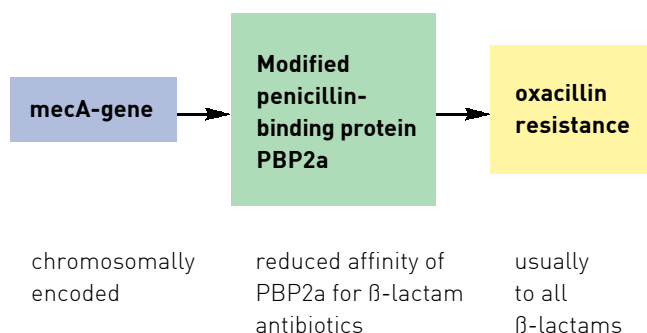 mecA-gene
Modified
penicillin-
binding protein
PBP2a
oxacillin
resistance
chromosomally
encoded
reduced affinity of
PBP2a for ß-lactam
antibiotics
usually
to all
ß-lactams